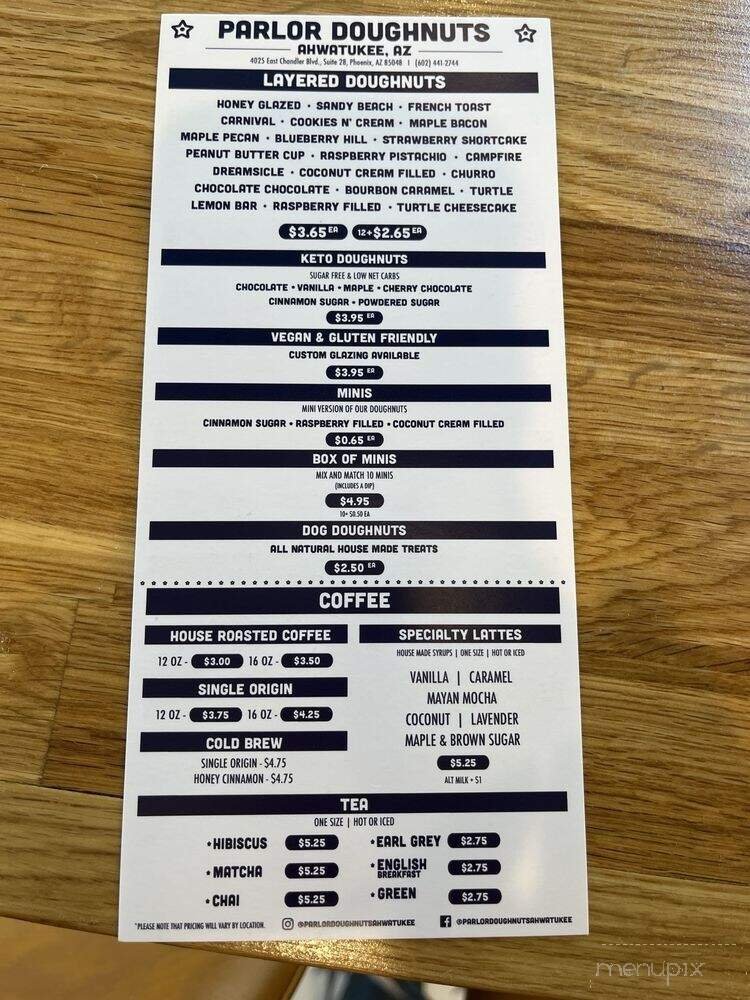 PARLOR DOUGHNUTS
AHWATUKEE, AZ
4025 East Chandler Blvd., Suite 28, Phoenix, AZ 85048 | (602) 441-2744
LAYERED DOUGHNUTS
HONEY GLAZED • SANDY BEACH • FRENCH TOAST
CARNIVAL • COOKIES N' CREAM • MAPLE BACON
MAPLE PECAN • BLUEBERRY HILL • STRAWBERRY SHORTCAKE
PEANUT BUTTER CUP • RASPBERRY PISTACHIO • CAMPFIRE
DREAMSICLE • COCONUT CREAM FILLED • CHURRO
CHOCOLATE CHOCOLATE • BOURBON CARAMEL • TURTLE
LEMON BAR • RASPBERRY FILLED • TURTLE CHEESECAKE
$3.65 EA 12+$2.65 EA
KETO DOUGHNUTS
SUGAR FREE & LOW NET CARBS
CHOCOLATE • VANILLA • MAPLE • CHERRY CHOCOLATE
CINNAMON SUGAR • POWDERED SUGAR
$3.95 EA
VEGAN & GLUTEN FRIENDLY
CUSTOM GLAZING AVAILABLE
$3.95 EA
MINIS
MINI VERSION OF OUR DOUGHNUTS
CINNAMON SUGAR • RASPBERRY FILLED • COCONUT CREAM FILLED
$0.65 EA
BOX OF MINIS
MIX AND MATCH 10 MINIS
(INCLUDES A DIP)
$4.95
10+ $0.50 EA
DOG DOUGHNUTS
ALL NATURAL HOUSE MADE TREATS
$2.50 EA
COFFEE
HOUSE ROASTED COFFEE
12 OZ - $3.00 16 OZ - $3.50
SINGLE ORIGIN
12 OZ - $3.75 16 OZ - $4.25
COLD BREW
SINGLE ORIGIN - $4.75
HONEY CINNAMON - $4.75
SPECIALTY LATTES
HOUSE MADE SYRUPS | ONE SIZE | HOT OR ICED
VANILLA | CARAMEL
MAYAN MOCHA
COCONUT | LAVENDER
MAPLE & BROWN SUGAR
$5.25
ALT MILK + $1
TEA
ONE SIZE | HOT OR ICED
•HIBISCUS $5.25
•MATCHA $5.25
•CHAI $5.25
•EARL GREY $2.75
•ENGLISH BREAKFAST $2.75
•GREEN $2.75
*PLEASE NOTE THAT PRICING WILL VARY BY LOCATION. @PARLORDOUGHNUTSAHWATUKEE @PARLORDOUGHNUTSAHWATUKEE
menupix